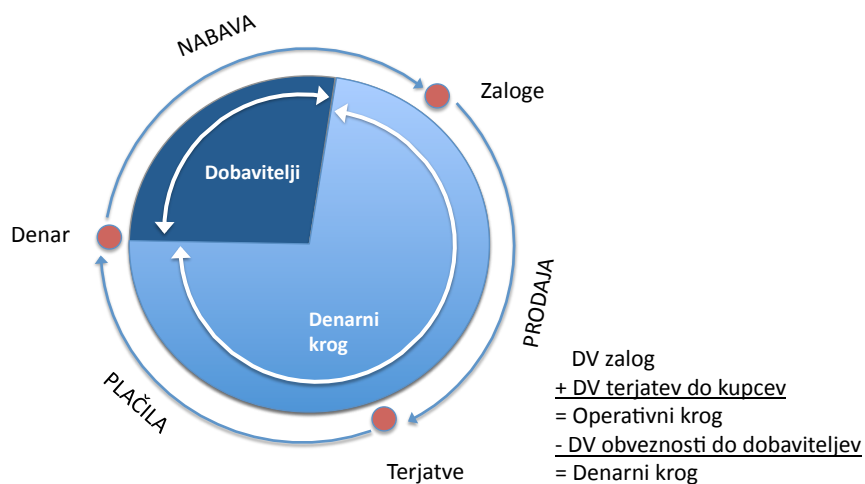 NABAVA
Zaloge
Dobavitelji
Denar
Denarni
krog
PRODAJA
PLAČILA
Terjatve
DV zalog
+ DV terjatev do kupcev
= Operativni krog
- DV obveznosti do dobaviteljev
= Denarni krog